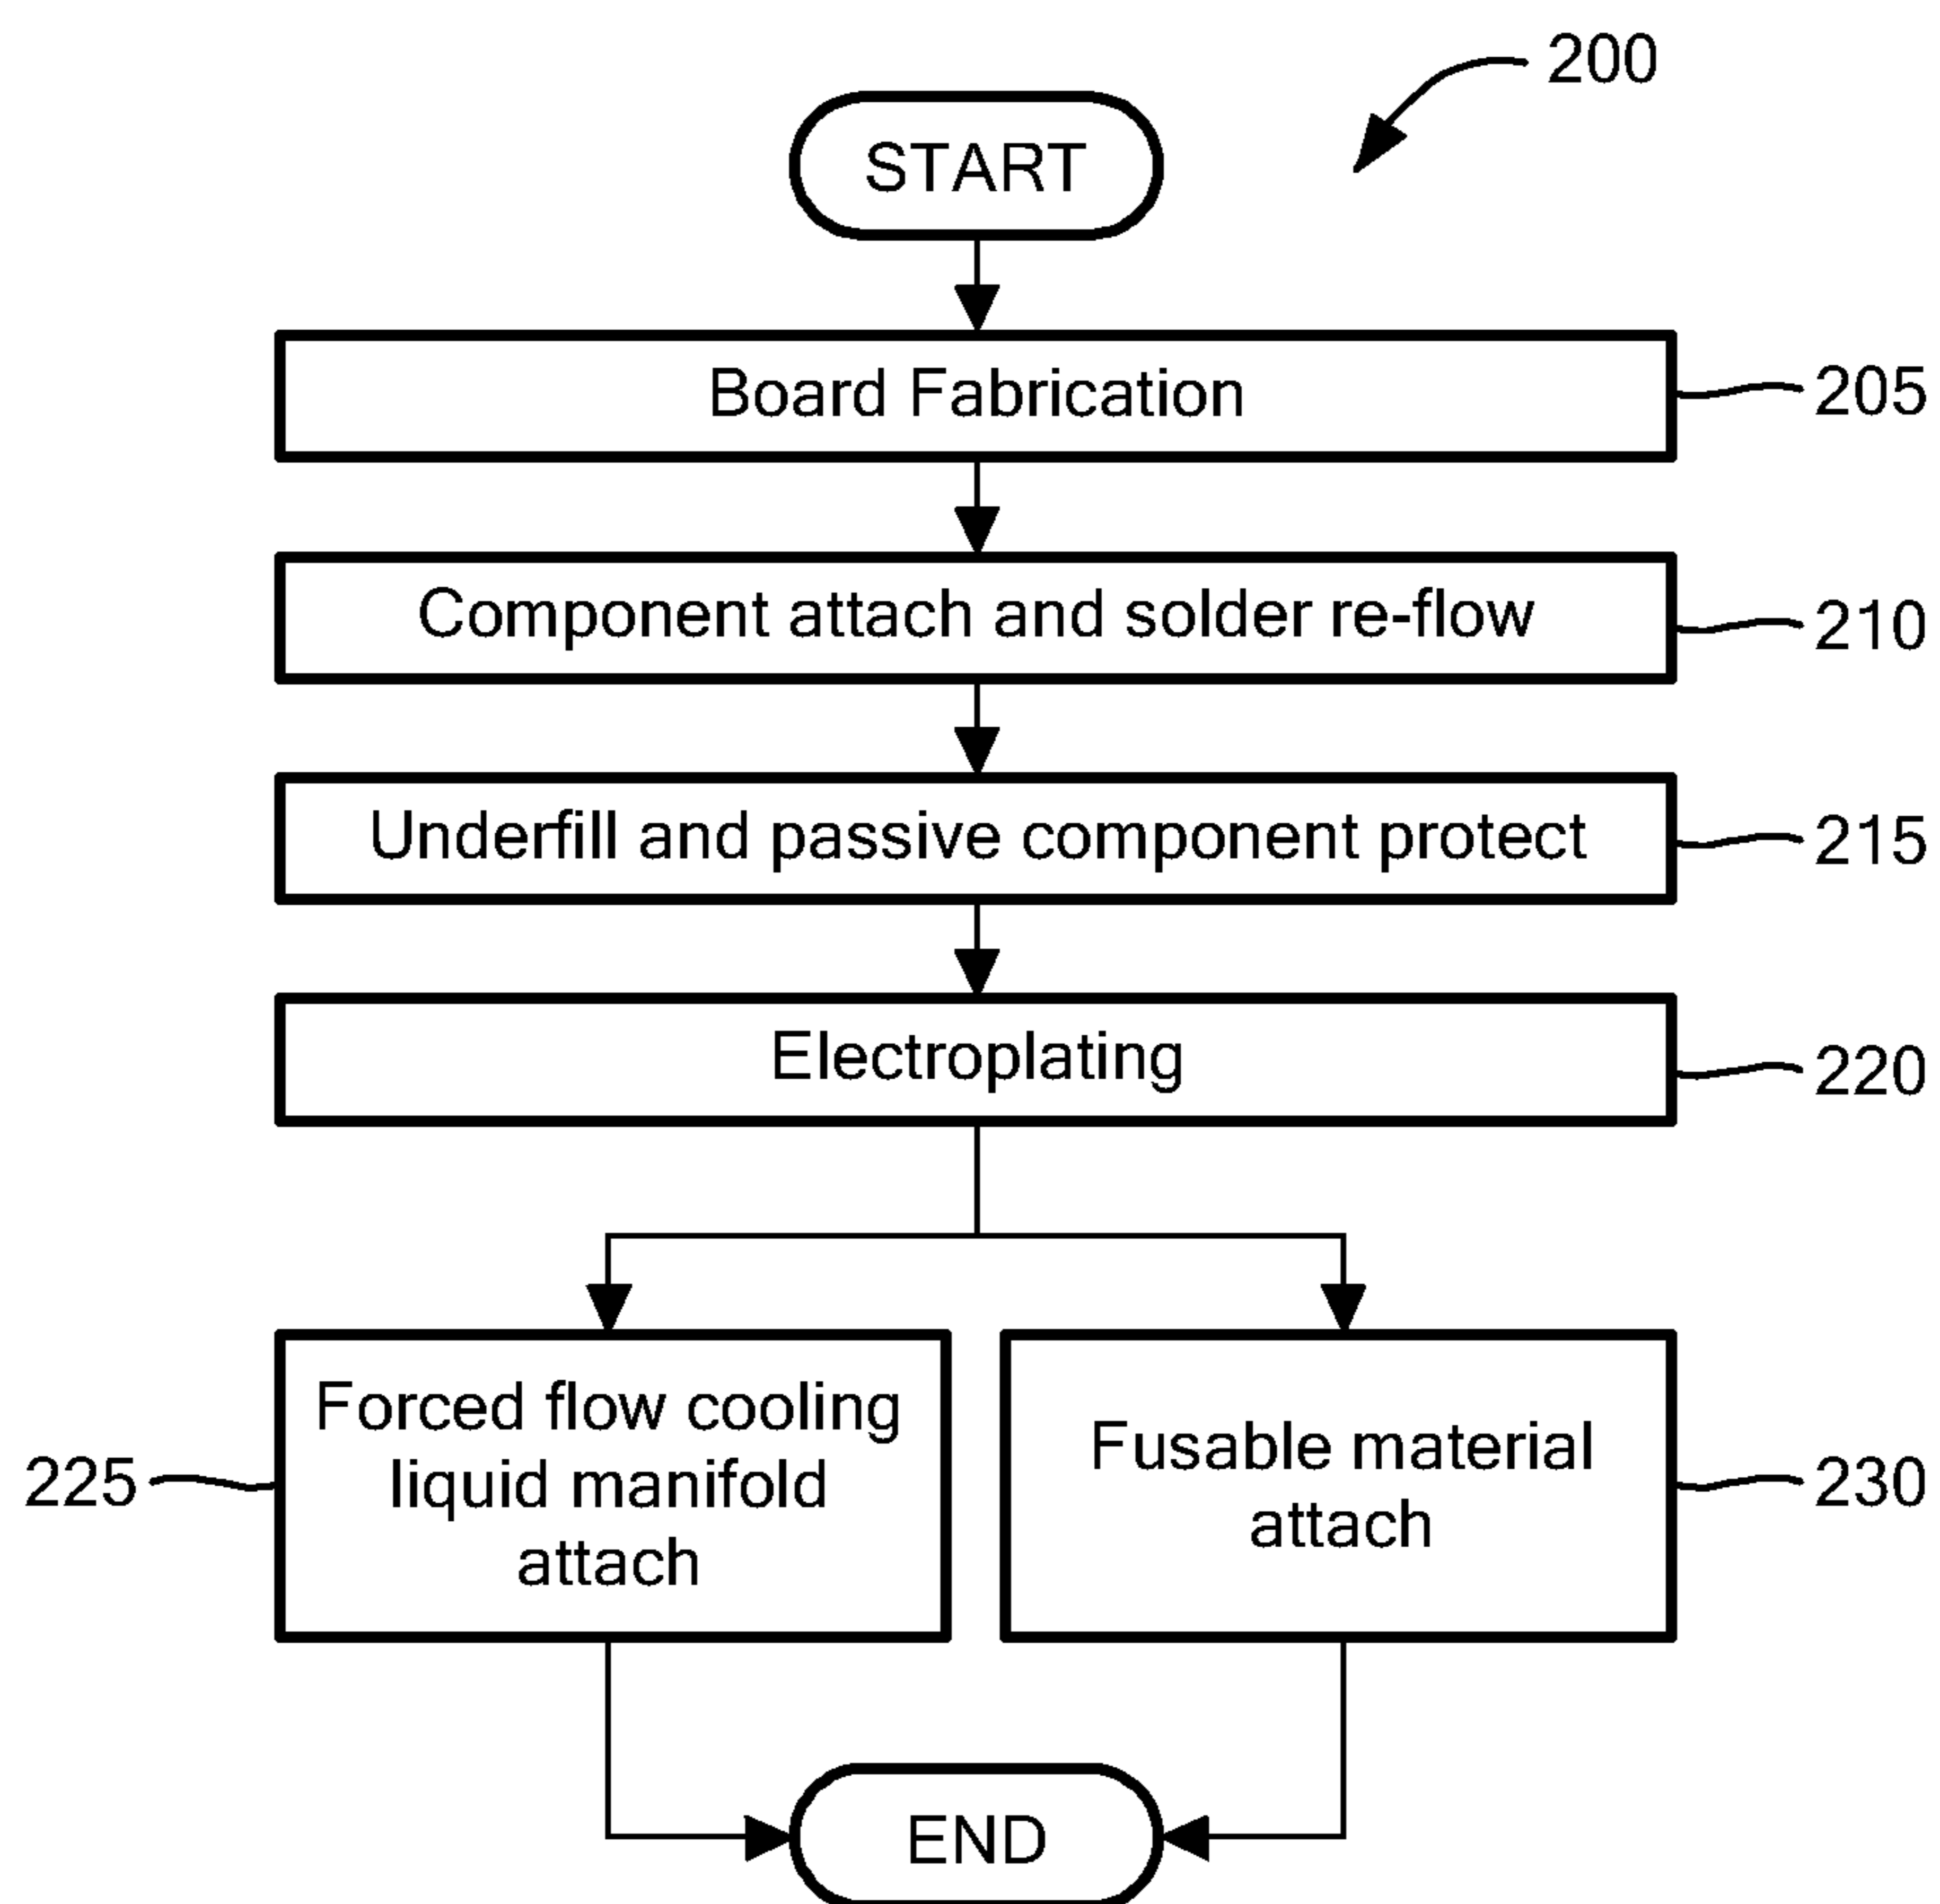 200
START
Board Fabrication
205
Component attach and solder re-flow
210
Underfill and passive component protect
215
Electroplating
220
225
Forced flow cooling
liquid manifold
attach
Fusable material
attach
230
END